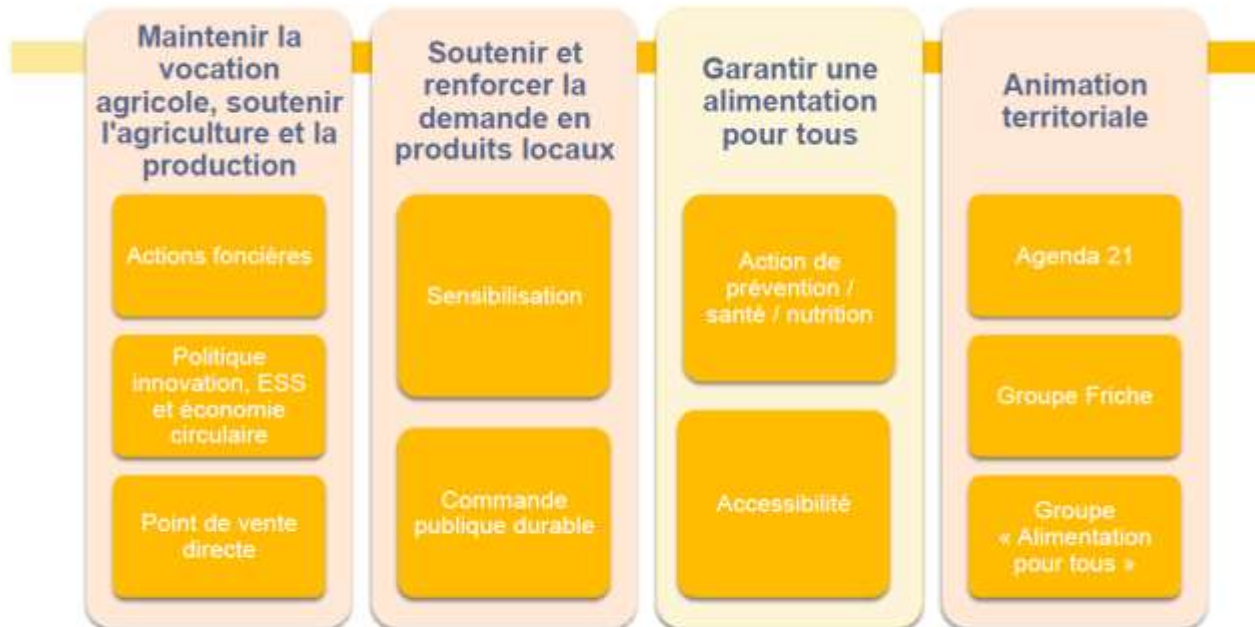 Maintenir la
vocation
agricole, soutenir
l'agriculture et la
production
Actions foncières
Politique
innovation, ESS
et économie
circulaire
Point de vente
directe
Soutenir et
renforcer la
demande en
produits locaux
Sensibilisation
Commande
publique durable
Garantir une
alimentation
pour tous
Action de
prévention /
santé / nutrition
Accessibilité
Animation
territoriale
Agenda 21
Groupe Friche
Groupe
« Alimentation
pour tous »